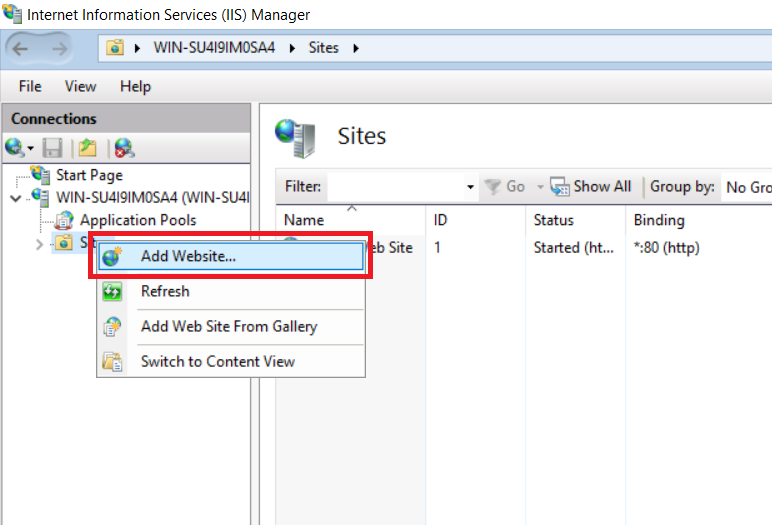 Internet Information Services (IIS) Manager
WIN-SU4I9IM0SA4 Sites
File View Help
Connections
Start Page
WIN-SU4I9IM0SA4 (WIN-SU4I
Application Pools
Sites
Filter: Go Show All Group by: No Gro
Name ID Status Binding
eb Site 1 Started (ht... *:80 (http)
Add Website...
Refresh
Add Web Site From Gallery
Switch to Content View